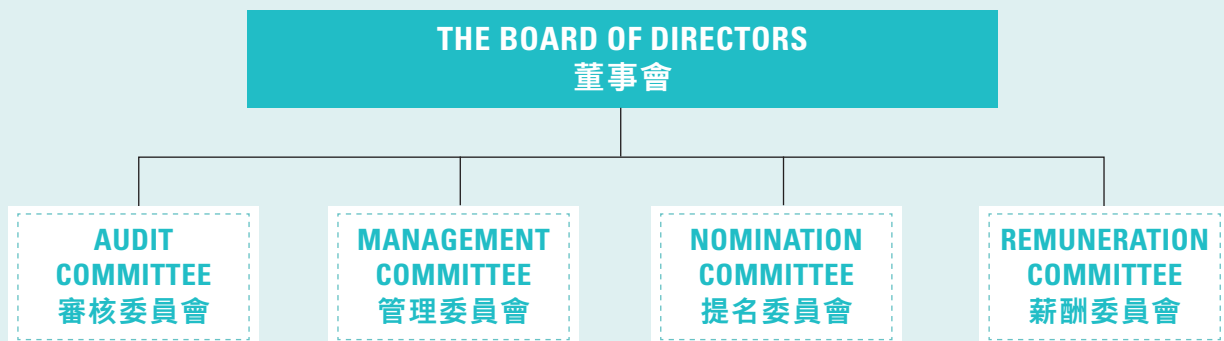 THE BOARD OF DIRECTORS
董事會
AUDIT
COMMITTEE
審核委員會
MANAGEMENT
COMMITTEE
管理委員會
NOMINATION
COMMITTEE
提名委員會
REMUNERATION
COMMITTEE
薪酬委員會